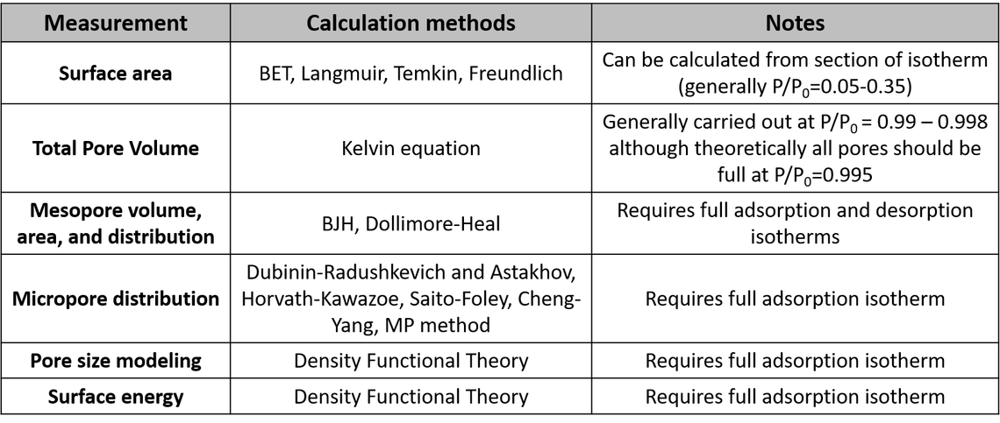 Measurement
Calculation methods
Notes
Surface area
BET, Langmuir, Temkin, Freundlich
Can be calculated from section of isotherm
(generally P/P₀=0.05-0.35)
Total Pore Volume
Kelvin equation
Generally carried out at P/P₀ = 0.99 – 0.998
although theoretically all pores should be
full at P/P₀=0.995
Mesopore volume,
area, and distribution
BJH, Dollimore-Heal
Requires full adsorption and desorption
isotherms
Micropore distribution
Dubinin-Radushkevich and Astakhov,
Horvath-Kawazoe, Saito-Foley, Cheng-
Yang, MP method
Requires full adsorption isotherm
Pore size modeling
Density Functional Theory
Requires full adsorption isotherm
Surface energy
Density Functional Theory
Requires full adsorption isotherm